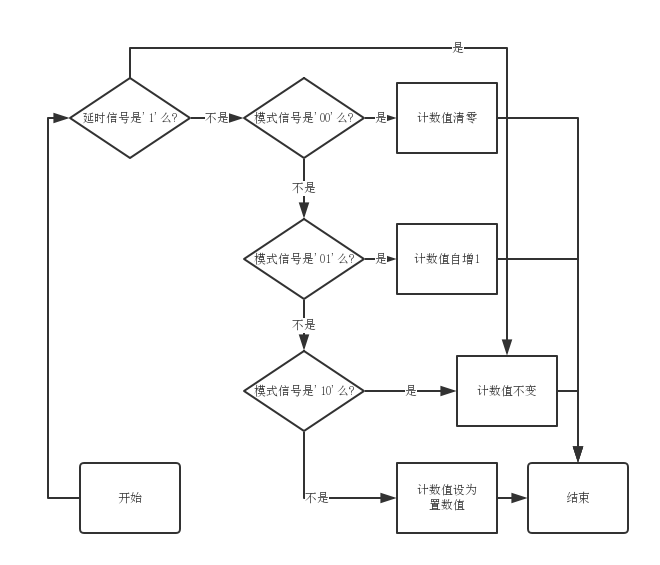 是
延时信号是'1'么?
不是
模式信号是'00'么?
是
计数值清零
不是
模式信号是'01'么?
是
计数值自增1
不是
模式信号是'10'么?
是
计数值不变
开始
不是
计数值设为
置数值
结束